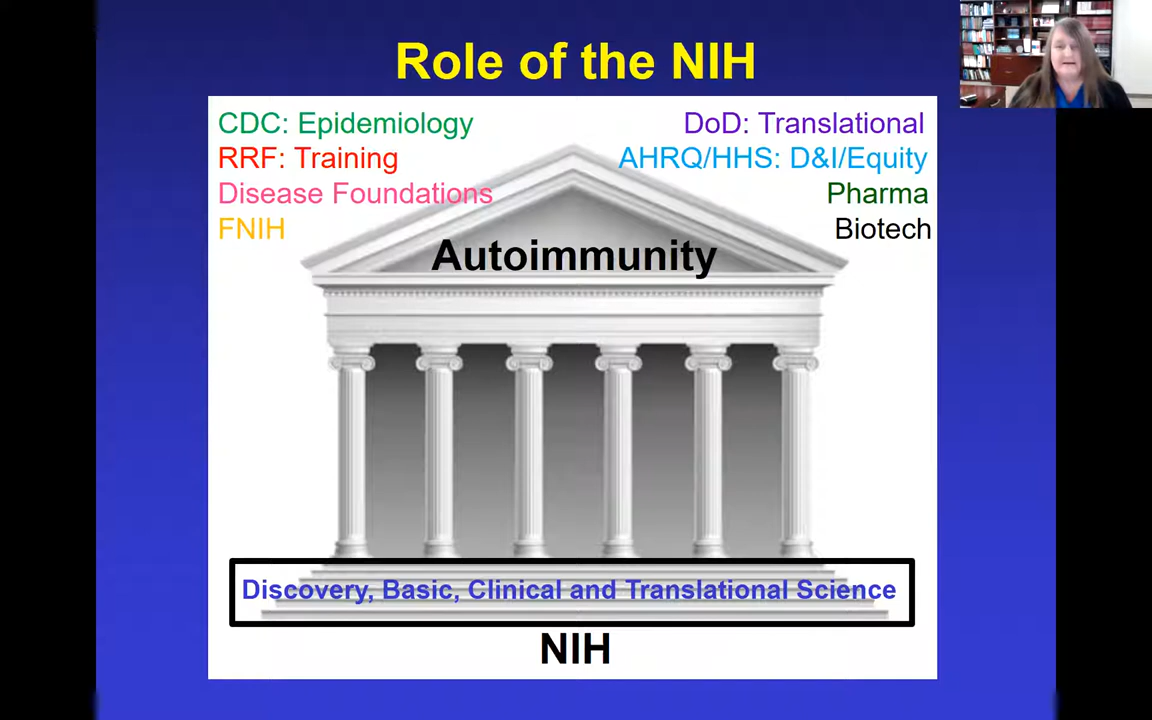 Role of the NIH
CDC: Epidemiology
RRF: Training
Disease Foundations
FNIH
DoD: Translational
AHRQ/HHS: D&I/Equity
Pharma
Biotech
Autoimmunity
Discovery, Basic, Clinical and Translational Science
NIH